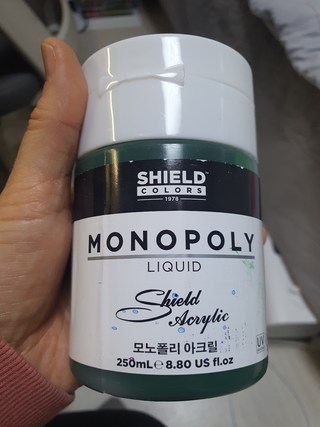 SHIELD
COLORS
1978
MONOPOLY
LIQUID
Shield
Acrylic
모노폴리 아크릴
250mL ℮ 8.80 US fl.oz
UV